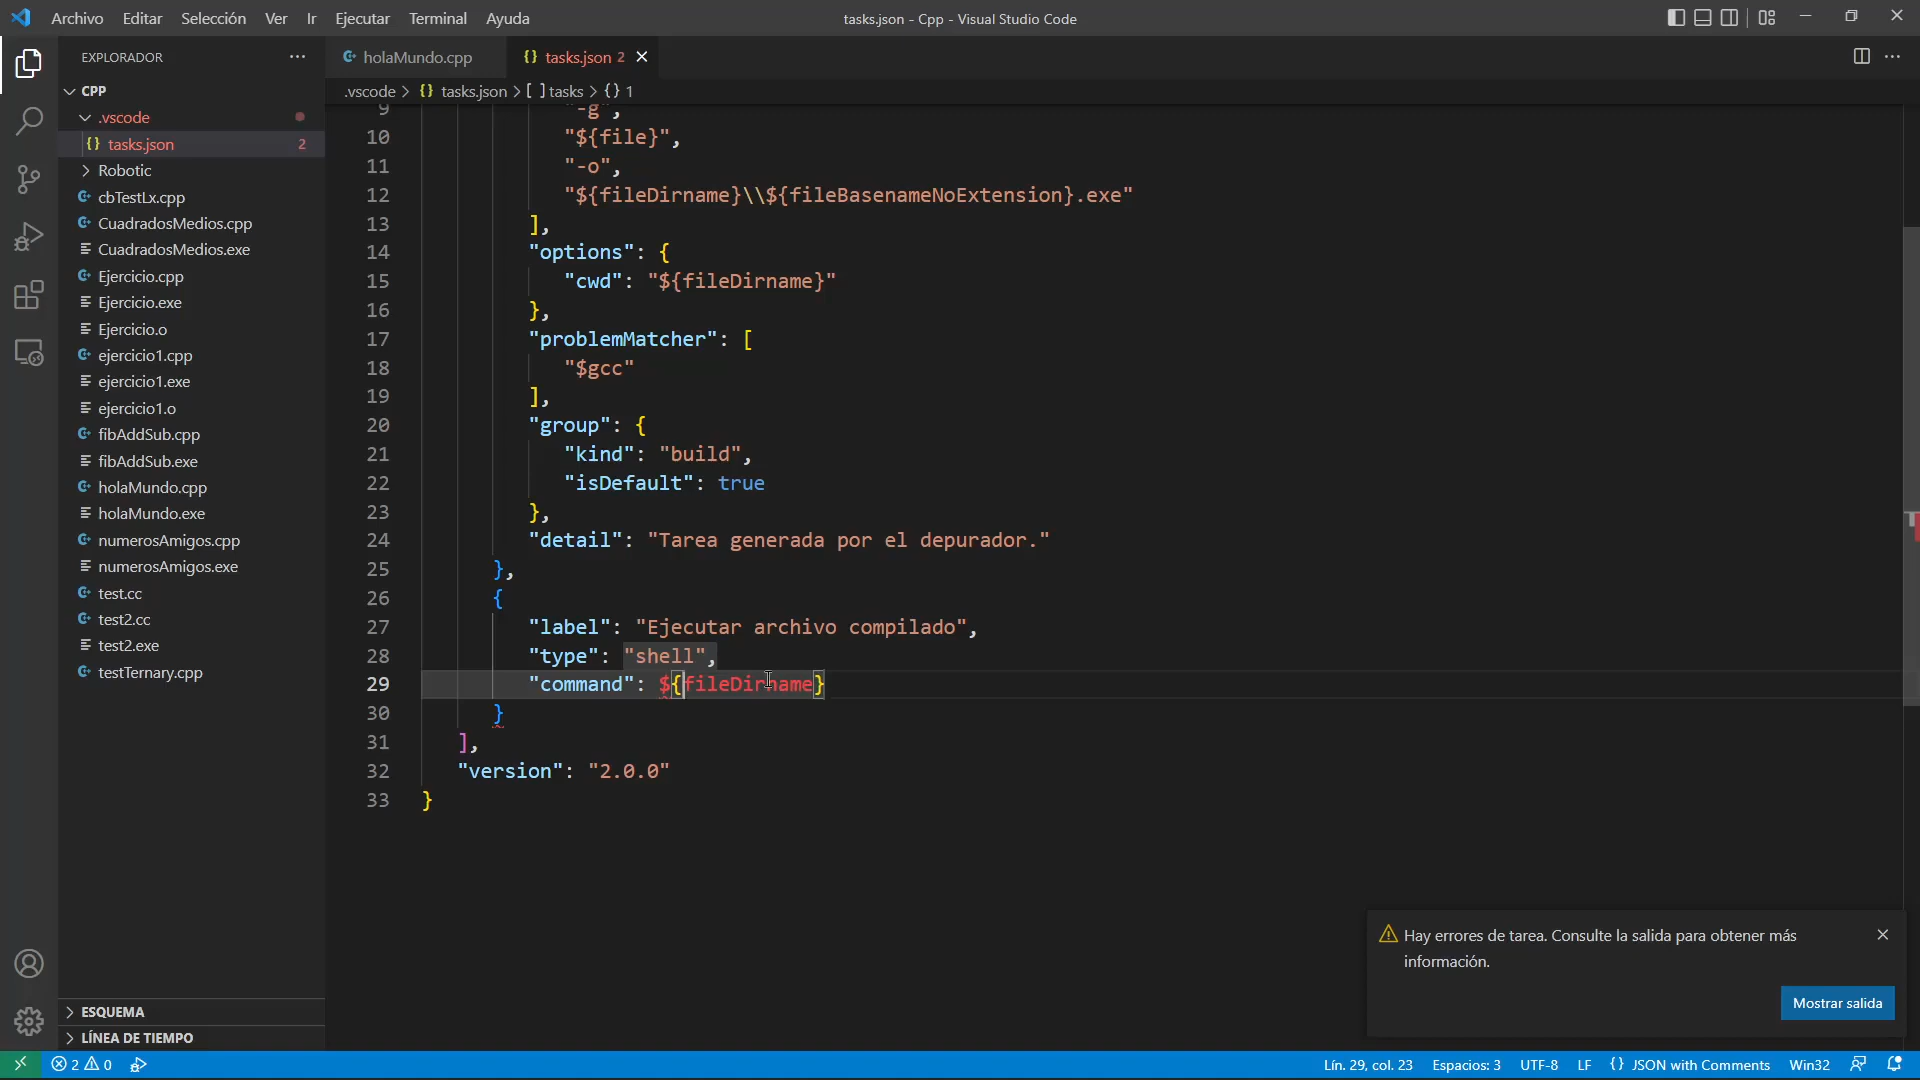 Archivo Editar Selección Ver Ir Ejecutar Terminal Ayuda
tasks.json - Cpp - Visual Studio Code
EXPLORADOR
CPP
.vscode
tasks.json 2
Robotic
cbTestLx.cpp
CuadradosMedios.cpp
CuadradosMedios.exe
Ejercicio.cpp
Ejercicio.exe
Ejercicio.o
ejercicio1.cpp
ejercicio1.exe
ejercicio1.o
fibAddSub.cpp
fibAddSub.exe
holaMundo.cpp
holaMundo.exe
numerosAmigos.cpp
numerosAmigos.exe
test.cc
test2.cc
test2.exe
testTernary.cpp
ESQUEMA
LÍNEA DE TIEMPO
holaMundo.cpp
{} tasks.json 2
.vscode > {} tasks.json > [ ] tasks > {} 1
9 "-g",
10 "${file}",
11 "-o",
12 "${fileDirname}\\${fileBasenameNoExtension}.exe"
13 ],
14 "options": {
15 "cwd": "${fileDirname}"
16 },
17 "problemMatcher": [
18 "$gcc"
19 ],
20 "group": {
21 "kind": "build",
22 "isDefault": true
23 },
24 "detail": "Tarea generada por el depurador."
25 },
26 {
27 "label": "Ejecutar archivo compilado",
28 "type": "shell",
29 "command": ${fileDirname}
30 }
31 ],
32 "version": "2.0.0"
33 }
Hay errores de tarea. Consulte la salida para obtener más
información.
Mostrar salida
2 0
Lín. 29, col. 23 Espacios: 3 UTF-8 LF {} JSON with Comments Win32